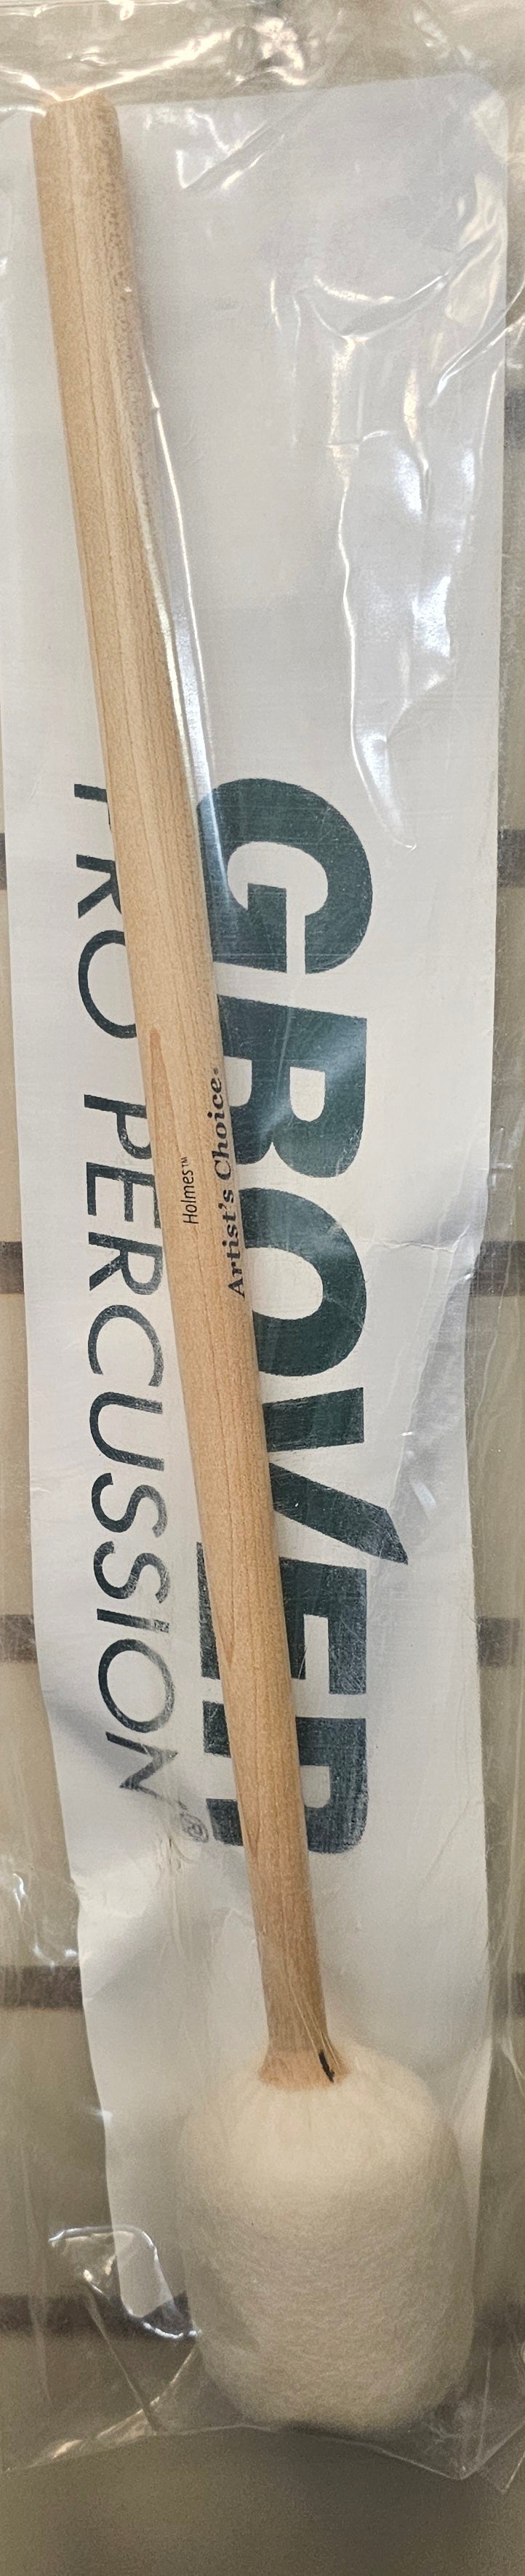 GROVER
PRO PERCUSSION®
Artist's Choice®
Holmes™